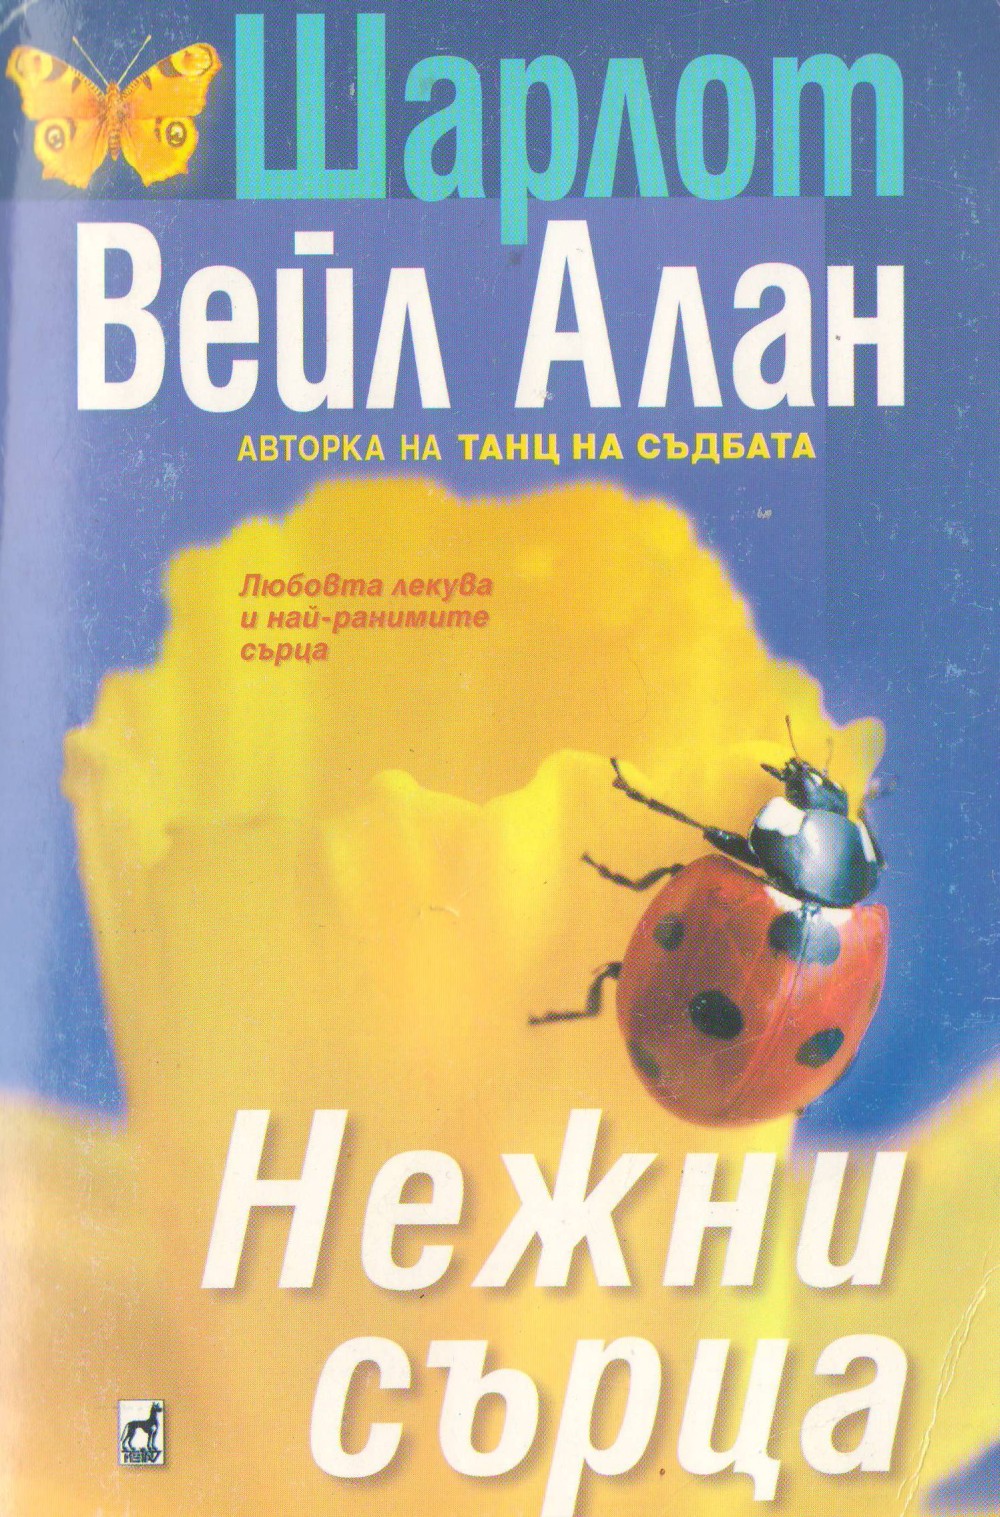 Шарлот
Вейл Алан
АВТОРКА НА ТАНЦ НА СЪДБАТА
Любовта лекува
и най-ранимите
сърца
Нежни
сърца